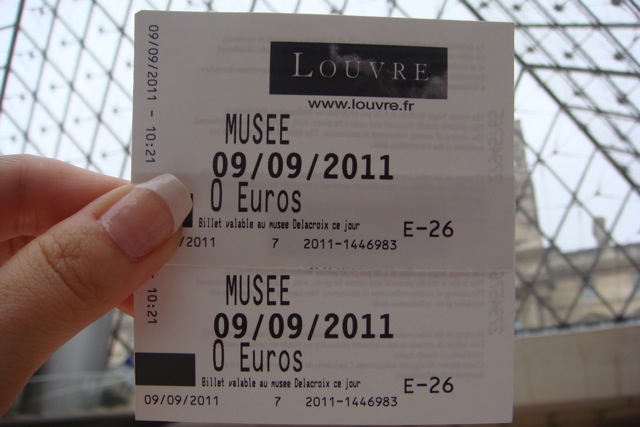 09/09/2011 - 10:21
LOUVRE
www.louvre.fr
MUSEE
09/09/2011
0 Euros
Billet valable au musee Delacroix ce jour
E-26
/2011 7 2011-1446983
10:21
MUSEE
09/09/2011
0 Euros
Billet valable au musee Delacroix ce jour
E-26
09/09/2011 7 2011-1446983